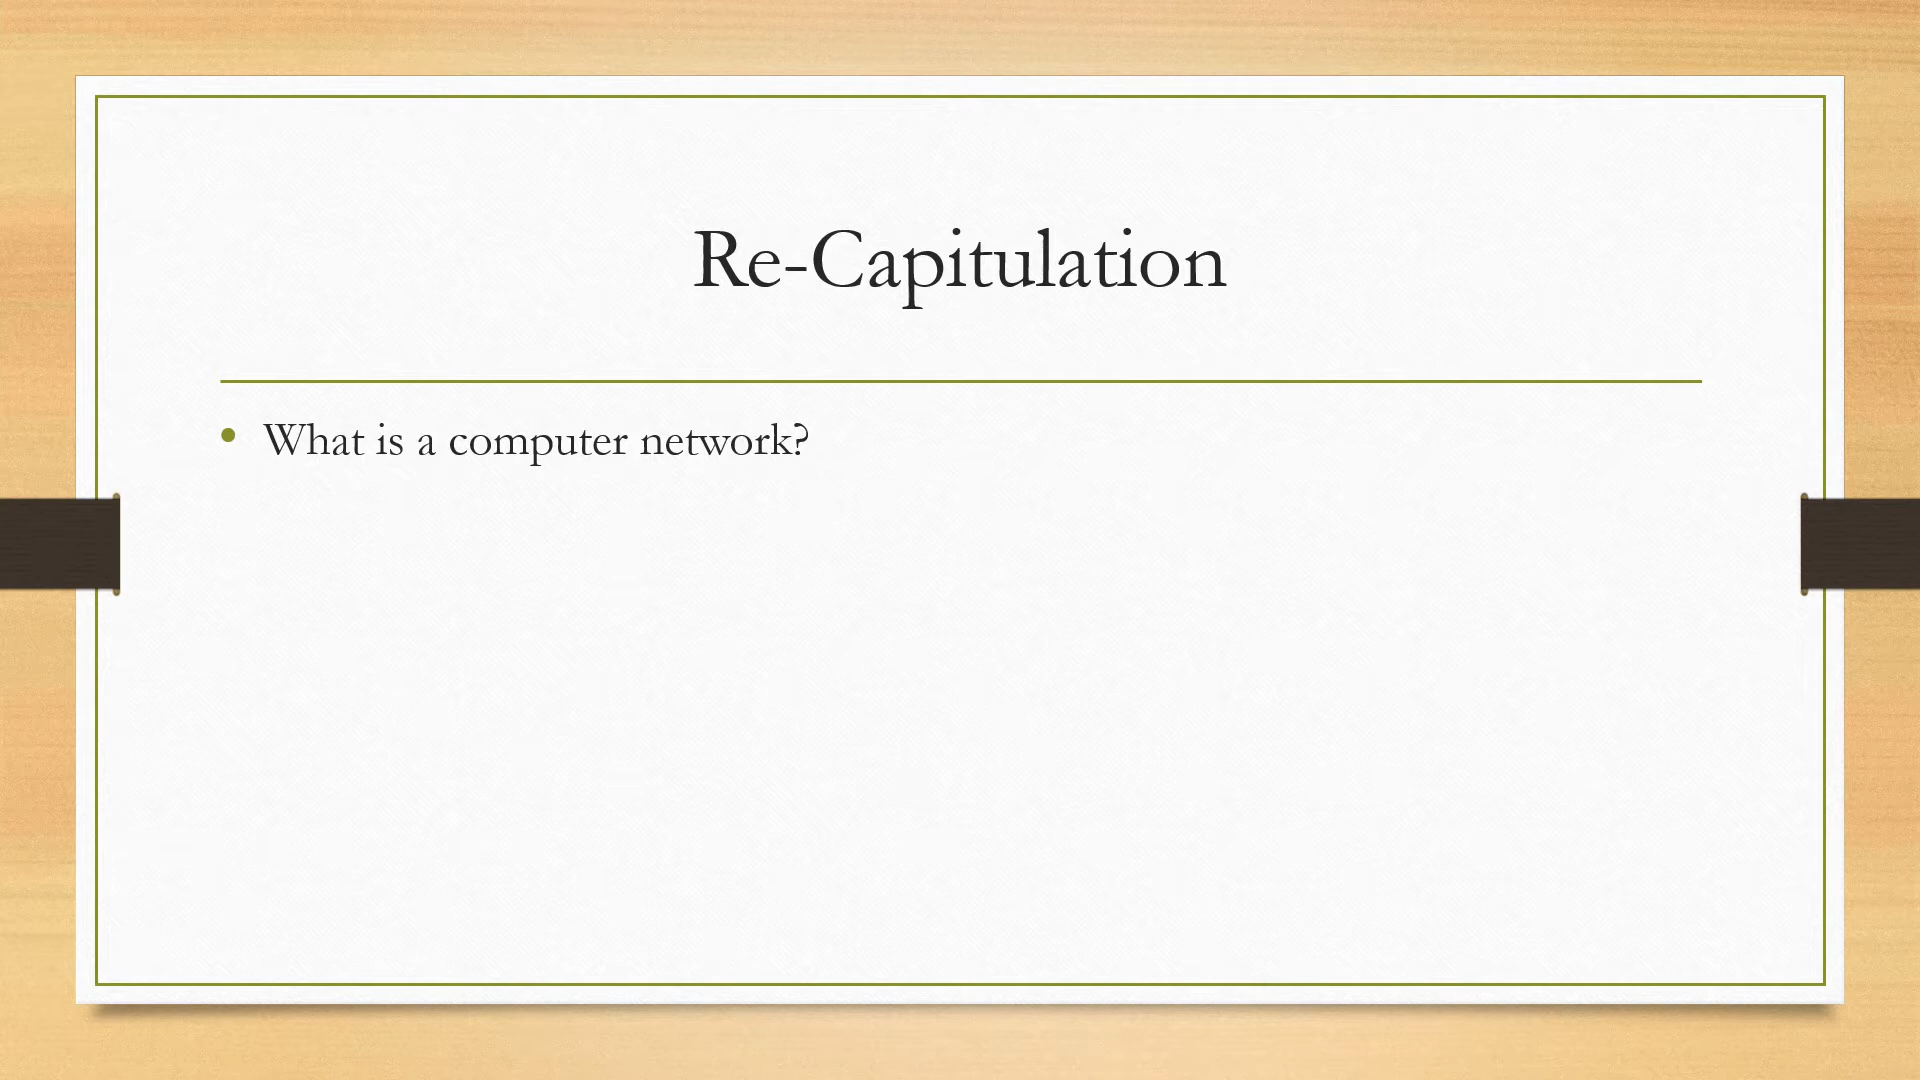 Re-Capitulation
• What is a computer network?